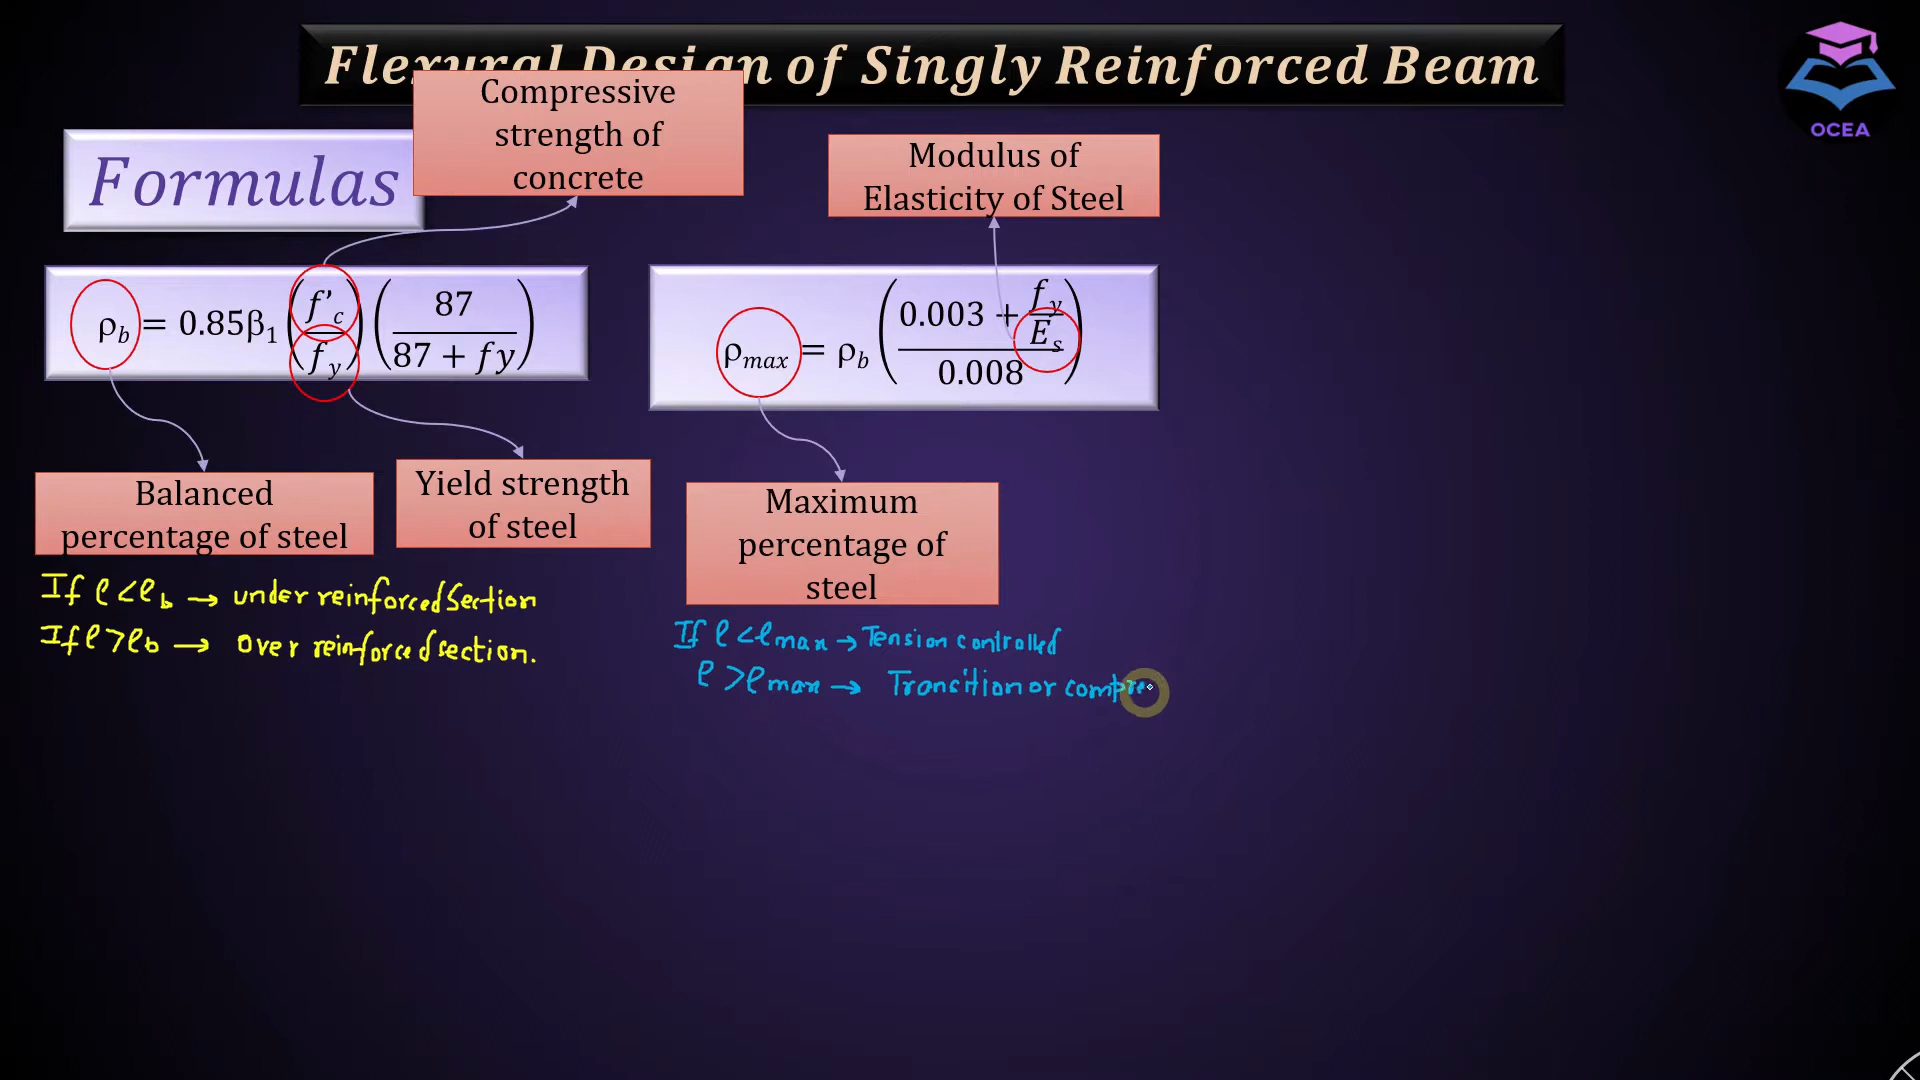 Flexural Design of Singly Reinforced Beam
OCEA
Formulas
Compressive
strength of
concrete
Modulus of
Elasticity of Steel
ρb = 0.85β1 (f'c / fy) (87 / (87 + fy))
ρmax = ρb ((0.003 + fy / Es) / 0.008)
Balanced
percentage of steel
Yield strength
of steel
Maximum
percentage of
steel
If ρ < ρb → under reinforced Section
If ρ > ρb → Over reinforced section.
If ρ < ρmax → Tension controlled
ρ > ρmax → Transition or compre